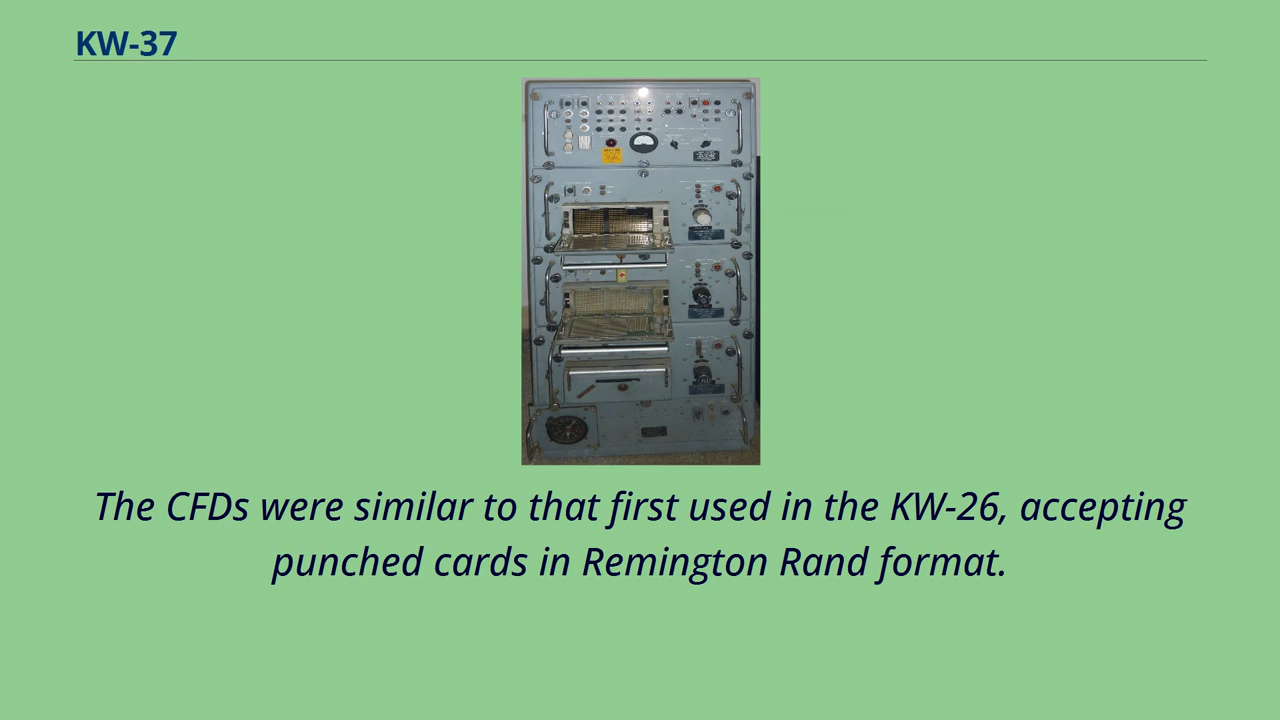 KW-37
The CFDs were similar to that first used in the KW-26, accepting
punched cards in Remington Rand format.